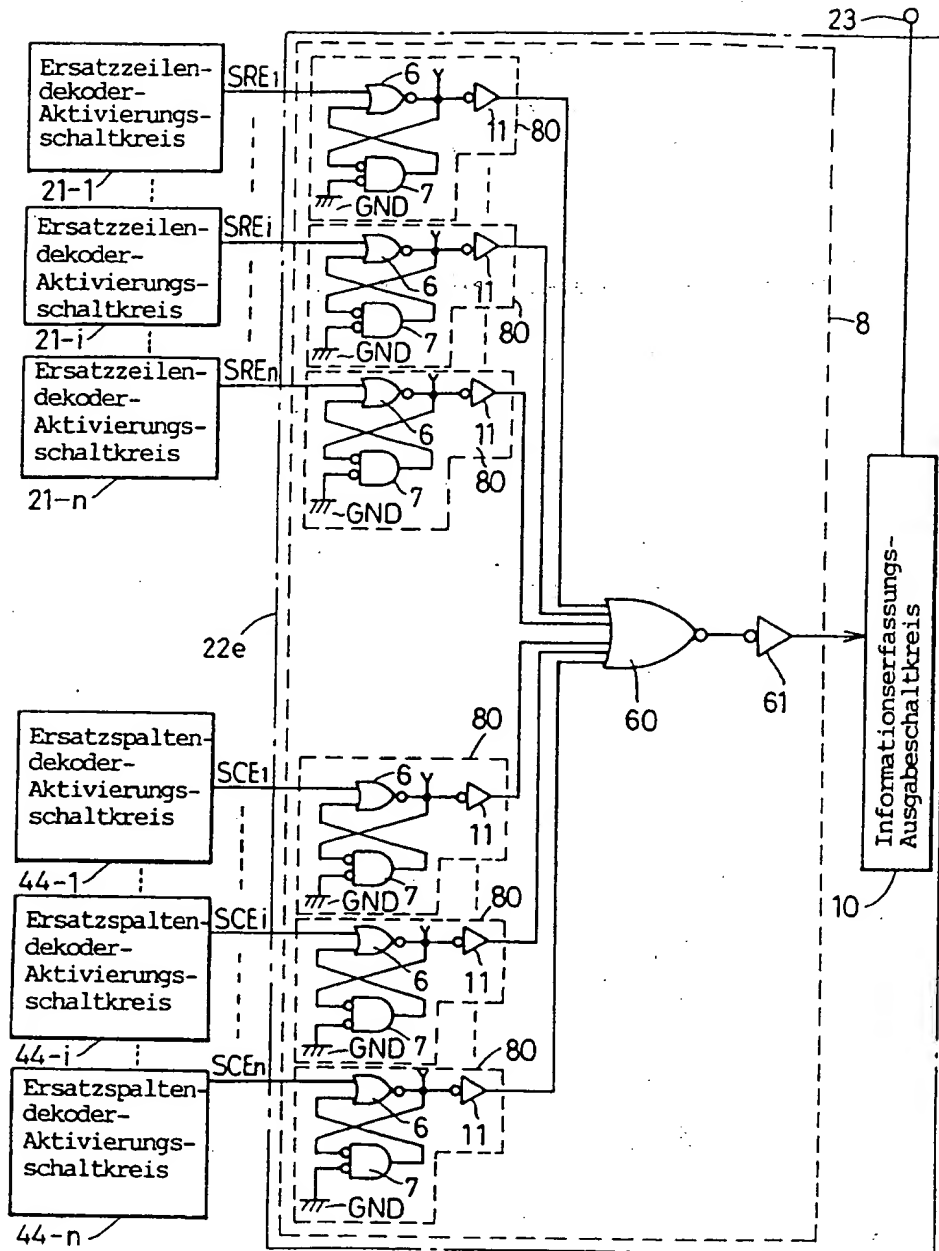 23
Ersatzzeilen-
dekoder-
Aktivierungs-
schaltkreis
21-1
SRE1
6
11
80
7
GND
Ersatzzeilen-
dekoder-
Aktivierungs-
schaltkreis
21-i
SREi
6
11
80
7
GND
8
Ersatzzeilen-
dekoder-
Aktivierungs-
schaltkreis
21-n
SREn
6
11
80
7
GND
22e
60
61
Informationserfassungs-
Ausgabeschaltkreis
10
Ersatzspalten-
dekoder-
Aktivierungs-
schaltkreis
44-1
SCE1
6
80
11
7
GND
Ersatzspalten-
dekoder-
Aktivierungs-
schaltkreis
44-i
SCEi
80
6
11
7
GND
Ersatzspalten-
dekoder-
Aktivierungs-
schaltkreis
44-n
SCEn
80
6
11
7
GND